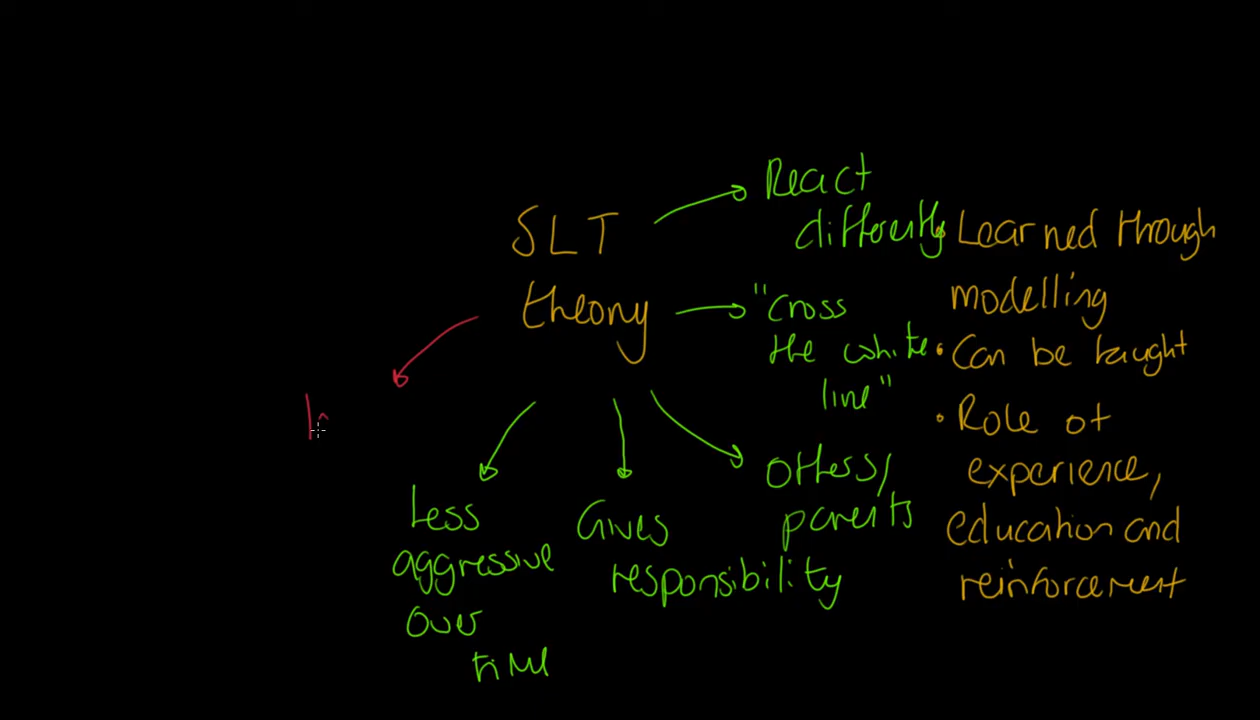 SLT
theory
React
differently
"Cross
the white
line"
Others/
parents
Gives
responsibility
Less
aggressive
over
time
• Learned through
modelling
• Can be taught
• Role of
experience,
education and
reinforcement